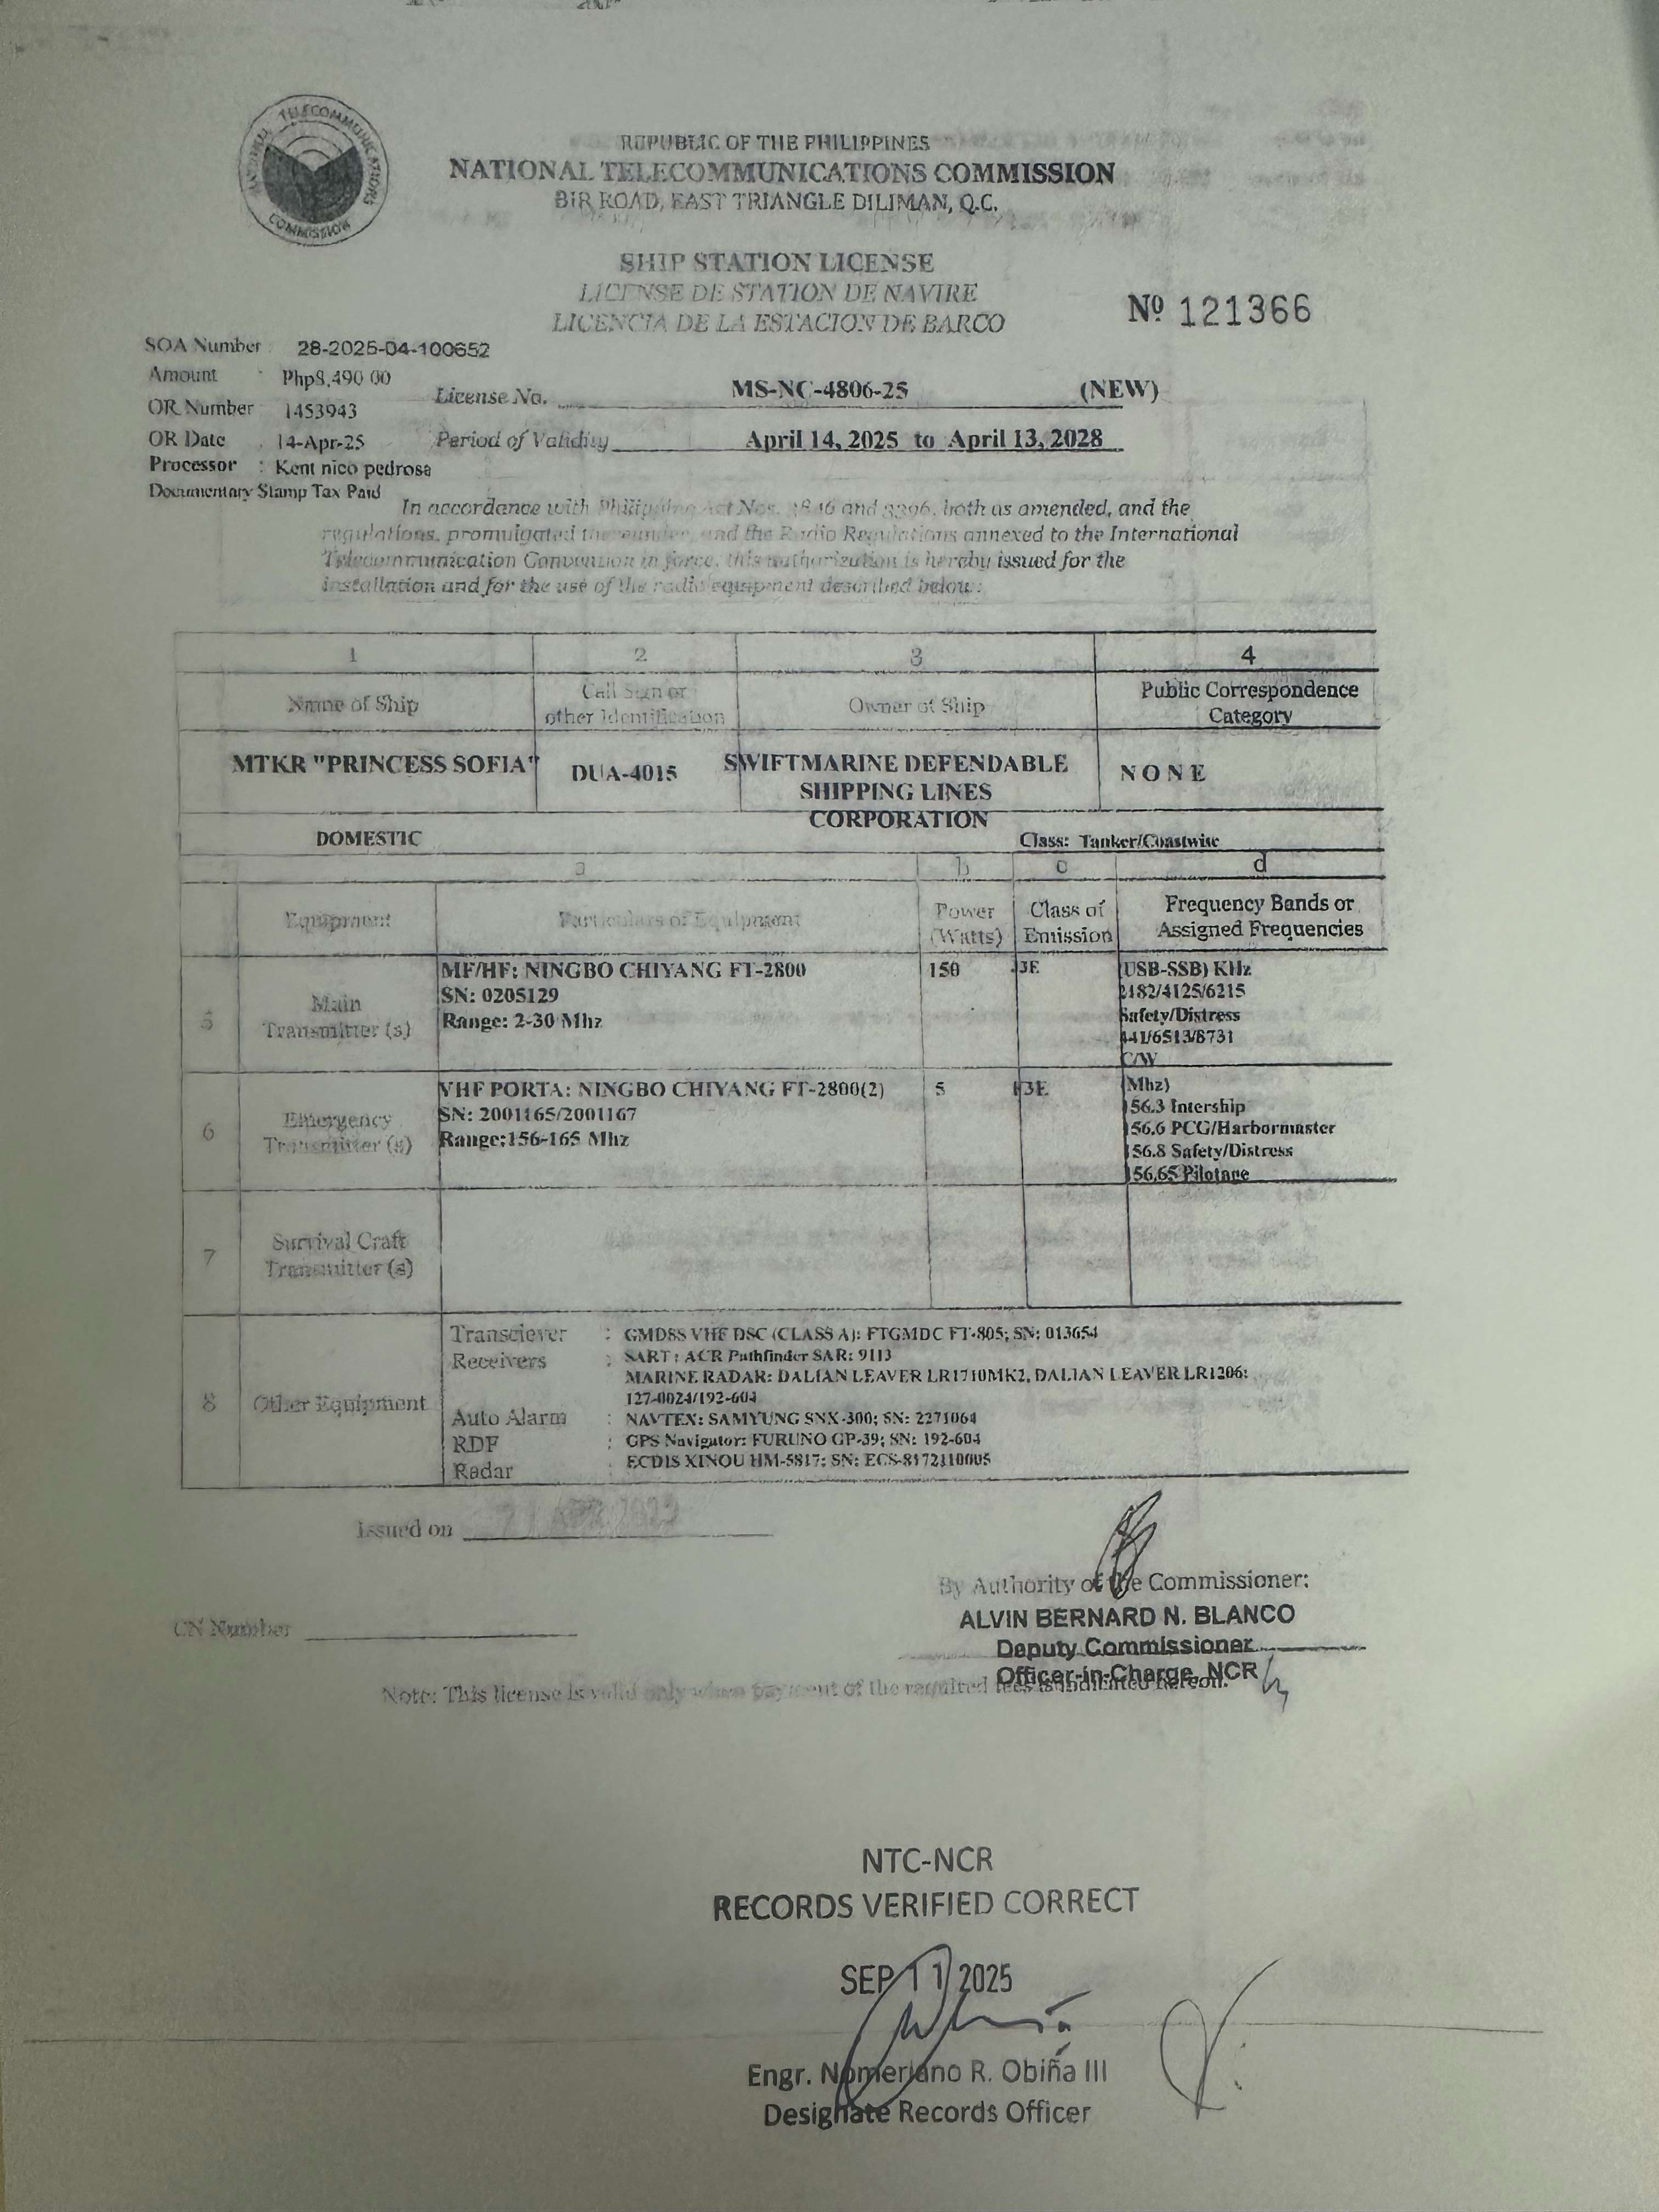 NATIONAL TELECOMMUNICATIONS COMMISSION
REPUBLIC OF THE PHILIPPINES
NATIONAL TELECOMMUNICATIONS COMMISSION
BIR ROAD, EAST TRIANGLE DILIMAN, Q.C.
SHIP STATION LICENSE
LICENSE DE STATION DE NAVIRE
LICENCIA DE LA ESTACION DE BARCO
Nº 121366
SOA Number 28-2025-04-100652
Amount : Php8,490.00
OR Number 1453943
OR Date . 14-Apr-25
Processor : Kent nico pedrosa
Documentary Stamp Tax Paid
License No. MS-NC-4806-25 (NEW)
Period of Validity April 14, 2025 to April 13, 2028
In accordance with Philippine Act Nos. 3846 and 3396, both as amended, and the
regulations, promulgated thereunder, and the Radio Regulations annexed to the International
Telecommunication Convention in force, this authorization is hereby issued for the
installation and for the use of the radio equipment described below:
1 2 3 4
Name of Ship
Call Sign or
other Identification
Owner of Ship
Public Correspondence
Category
MTKR "PRINCESS SOFIA"
DUA-4015
SWIFTMARINE DEFENDABLE
SHIPPING LINES
CORPORATION
NONE
DOMESTIC
Class: Tanker/Coastwise
a b c d
Equipment
Particulars of Equipment
Power
(Watts)
Class of
Emission
Frequency Bands or
Assigned Frequencies
5
Main
Transmitter (s)
MF/HF: NINGBO CHIYANG FT-2800
SN: 0205129
Range: 2-30 Mhz
150
J3E
(USB-SSB) KHz
2182/4125/6215
Safety/Distress
441/6513/8731
C/W
6
Emergency
Transmitter (s)
VHF PORTA: NINGBO CHIYANG FT-2800(2)
SN: 2001165/2001167
Range:156-165 Mhz
5
F3E
(Mhz)
156.3 Intership
156.6 PCG/Harbormaster
156.8 Safety/Distress
156.65 Pilotage
7
Survival Craft
Transmitter (s)
8
Other Equipment
Transciever : GMDSS VHF DSC (CLASS A): FTGMDC FT-805; SN: 013654
Receivers : SART : ACR Pathfinder SAR: 9113
MARINE RADAR: DALIAN LEAVER LR1710MK2, DALIAN LEAVER LR1206:
127-0024/192-604
Auto Alarm : NAVTEX: SAMYUNG SNX-300; SN: 2271064
RDF : GPS Navigator: FURUNO GP-39; SN: 192-604
Radar : ECDIS XINOU HM-5817: SN: ECS-8172110005
Issued on
By Authority of the Commissioner:
ALVIN BERNARD N. BLANCO
Deputy Commissioner
Officer-in-Charge, NCR
CN Number
Note: This license is valid only when payment of the required fees is indicated hereon.
NTC-NCR
RECORDS VERIFIED CORRECT
SEP 11 2025
Engr. Nomeriano R. Obiña III
Designate Records Officer